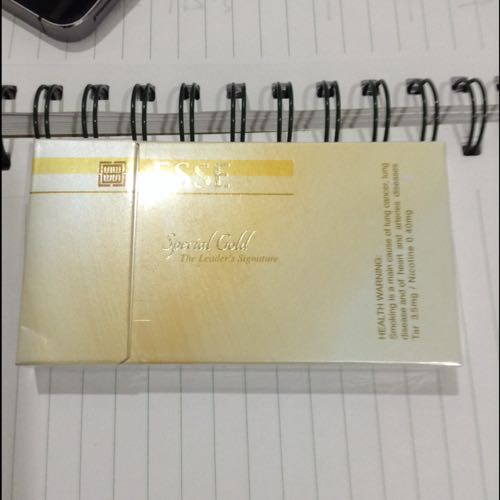 ESSE
Special Gold
The Leader's Signature
HEALTH WARNING:
Smoking is a main cause of lung cancer, lung
disease and of heart and arteries diseases
Tar 3.5mg / Nicotine 0.40mg